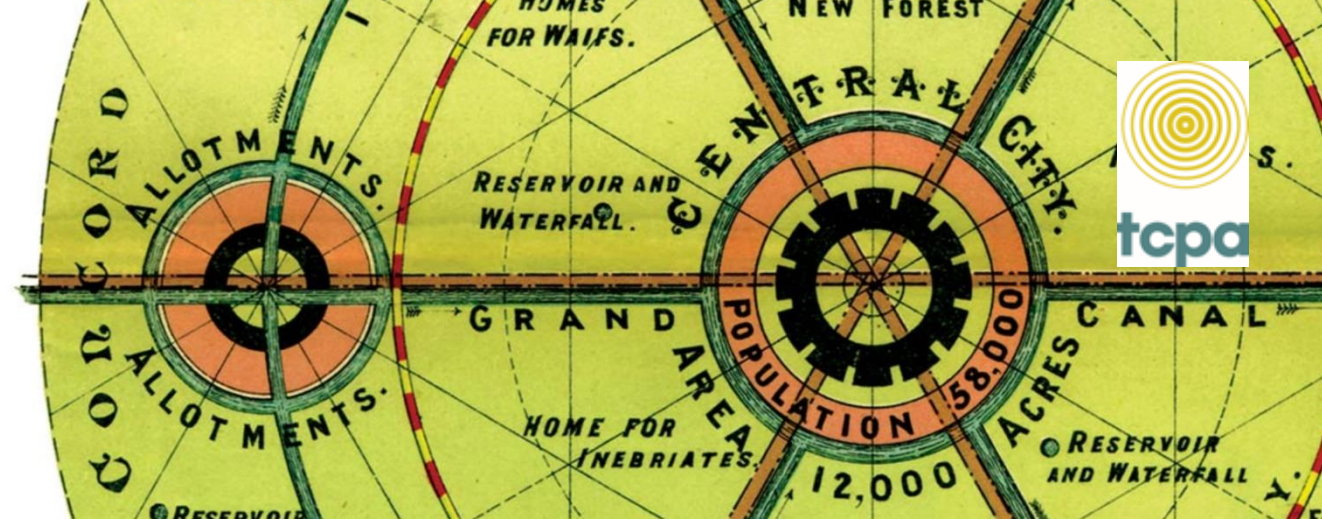 HOMES
FOR WAIFS.
NEW FOREST
CENTRAL CITY.
S.
tcpa
CONCORD
ALLOTMENTS.
RESERVOIR AND
WATERFALL.
GRAND CANAL
ALLOTMENTS.
POPULATION 58,000
AREA 12,000 ACRES
HOME FOR
INEBRIATES.
RESERVOIR
AND WATERFALL
Y.
RESERVOIR